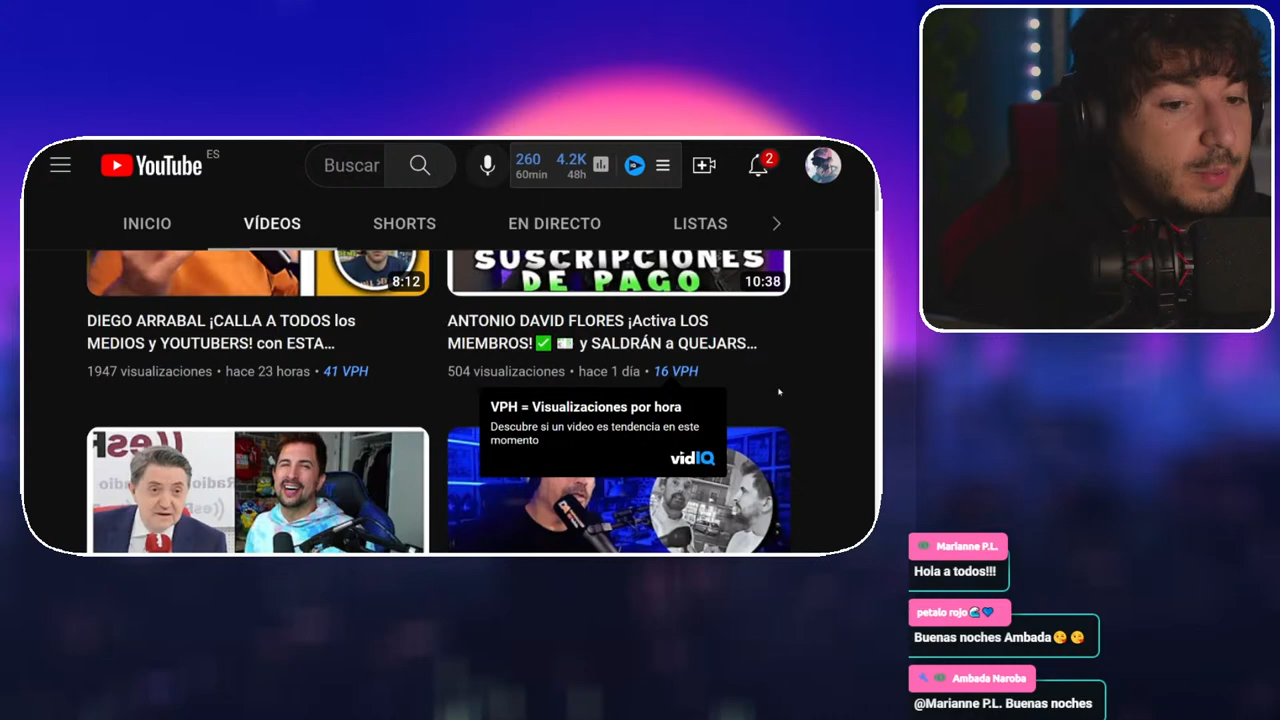 YouTube ES
Buscar
260
60min
4.2K
48h
2
INICIO
VÍDEOS
SHORTS
EN DIRECTO
LISTAS
8:12
SUSCRIPCIONES
DE PAGO
10:38
DIEGO ARRABAL ¡CALLA A TODOS los
MEDIOS y YOUTUBERS! con ESTA...
1947 visualizaciones • hace 23 horas • 41 VPH
ANTONIO DAVID FLORES ¡Activa LOS
MIEMBROS!✅ 💵 y SALDRÁN a QUEJARS...
504 visualizaciones • hace 1 día • 16 VPH
VPH = Visualizaciones por hora
Descubre si un video es tendencia en este
momento
vidIQ
Marianne P.L.
Hola a todos!!!
petalo rojo🌊💙
Buenas noches Ambada😘😘
Ambada Naroba
@Marianne P.L. Buenas noches